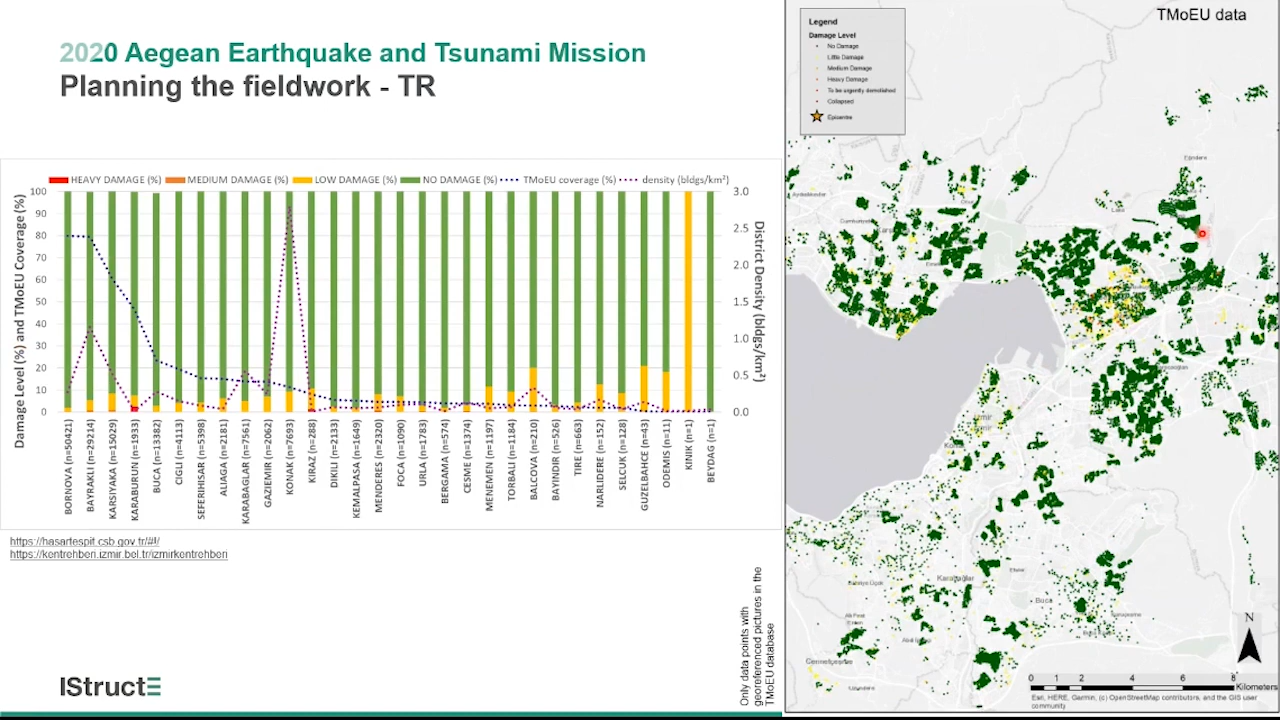 2020 Aegean Earthquake and Tsunami Mission
Planning the fieldwork - TR
HEAVY DAMAGE (%) MEDIUM DAMAGE (%) LOW DAMAGE (%) NO DAMAGE (%) TMoEU coverage (%) density (bldgs/km²)
Damage Level (%) and TMoEU Coverage (%)
100
90
80
70
60
50
40
30
20
10
0
3.0
2.5
2.0
1.5
1.0
0.5
0.0
District Density (bldgs/km²)
BORNOVA (n=50421)
BAYRAKLI (n=29214)
KARSIYAKA (n=15029)
KARABURUN (n=1933)
BUCA (n=13382)
CIGLI (n=4113)
SEFERIHISAR (n=5398)
ALIAGA (n=2181)
KARABAGLAR (n=7561)
GAZIEMIR (n=2062)
KONAK (n=7693)
KIRAZ (n=288)
DIKILI (n=2133)
KEMALPASA (n=1649)
MENDERES (n=2320)
FOCA (n=1090)
URLA (n=1783)
BERGAMA (n=574)
CESME (n=1374)
MENEMEN (n=1197)
TORBALI (n=1184)
BALCOVA (n=210)
BAYINDIR (n=526)
TIRE (n=663)
NARLIDERE (n=152)
SELCUK (n=128)
GUZELBAHCE (n=43)
ODEMIS (n=11)
KINIK (n=1)
BEYDAG (n=1)
https://hasartespit.csb.gov.tr/#!/
https://kentrehberi.izmir.bel.tr/izmirkentrehberi
Only data points with
georeferenced pictures in the
TMoEU database
IStructE
TMoEU data
Legend
Damage Level
No Damage
Little Damage
Medium Damage
Heavy Damage
To be urgently demolished
Collapsed
Epicentre
Izmir
Karabağlar
Buca
N
0 1 2 4 6 8
Kilometers
Esri, HERE, Garmin, (c) OpenStreetMap contributors, and the GIS user
community